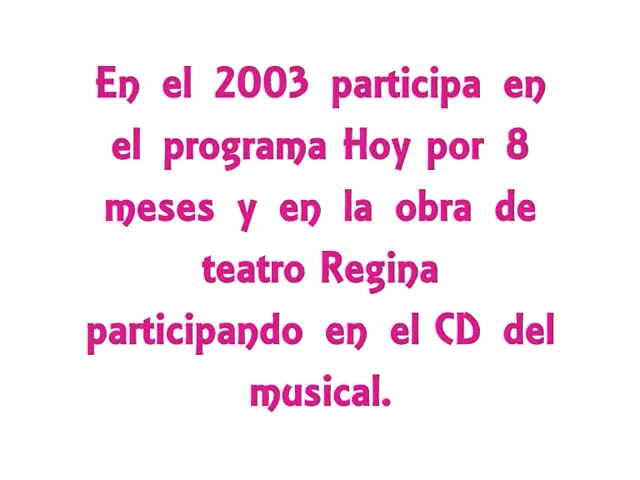 En el 2003 participa en
el programa Hoy por 8
meses y en la obra de
teatro Regina
participando en el CD del
musical.